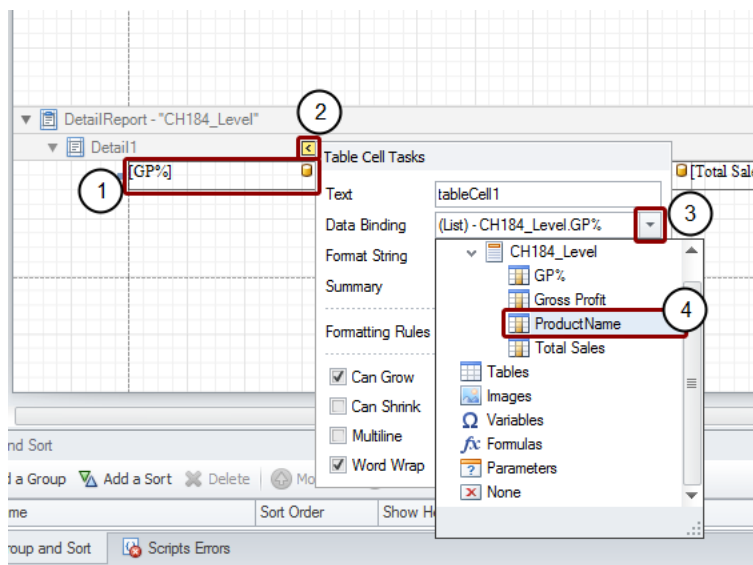 2
DetailReport - "CH184_Level"
Detail1
Table Cell Tasks
1
[GP%]
[Total Sale
Text
tableCell1
3
Data Binding
(List) - CH184_Level.GP%
Format String
CH184_Level
GP%
Summary
Gross Profit
4
Formatting Rules
ProductName
Total Sales
Can Grow
Tables
Can Shrink
Images
Multiline
Variables
Word Wrap
Formulas
Parameters
None
nd Sort
d a Group
Add a Sort
Delete
Mo
me
Sort Order
Show He
roup and Sort
Scripts Errors